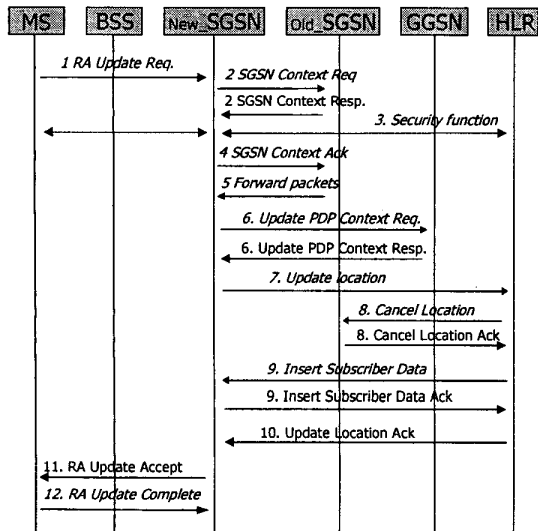 MS BSS New_SGSN Old_SGSN GGSN HLR
1 RA Update Req.
2 SGSN Context Req
2 SGSN Context Resp.
3. Security function
4 SGSN Context Ack
5 Forward packets
6. Update PDP Context Req.
6. Update PDP Context Resp.
7. Update location
8. Cancel Location
8. Cancel Location Ack
9. Insert Subscriber Data
9. Insert Subscriber Data Ack
10. Update Location Ack
11. RA Update Accept
12. RA Update Complete